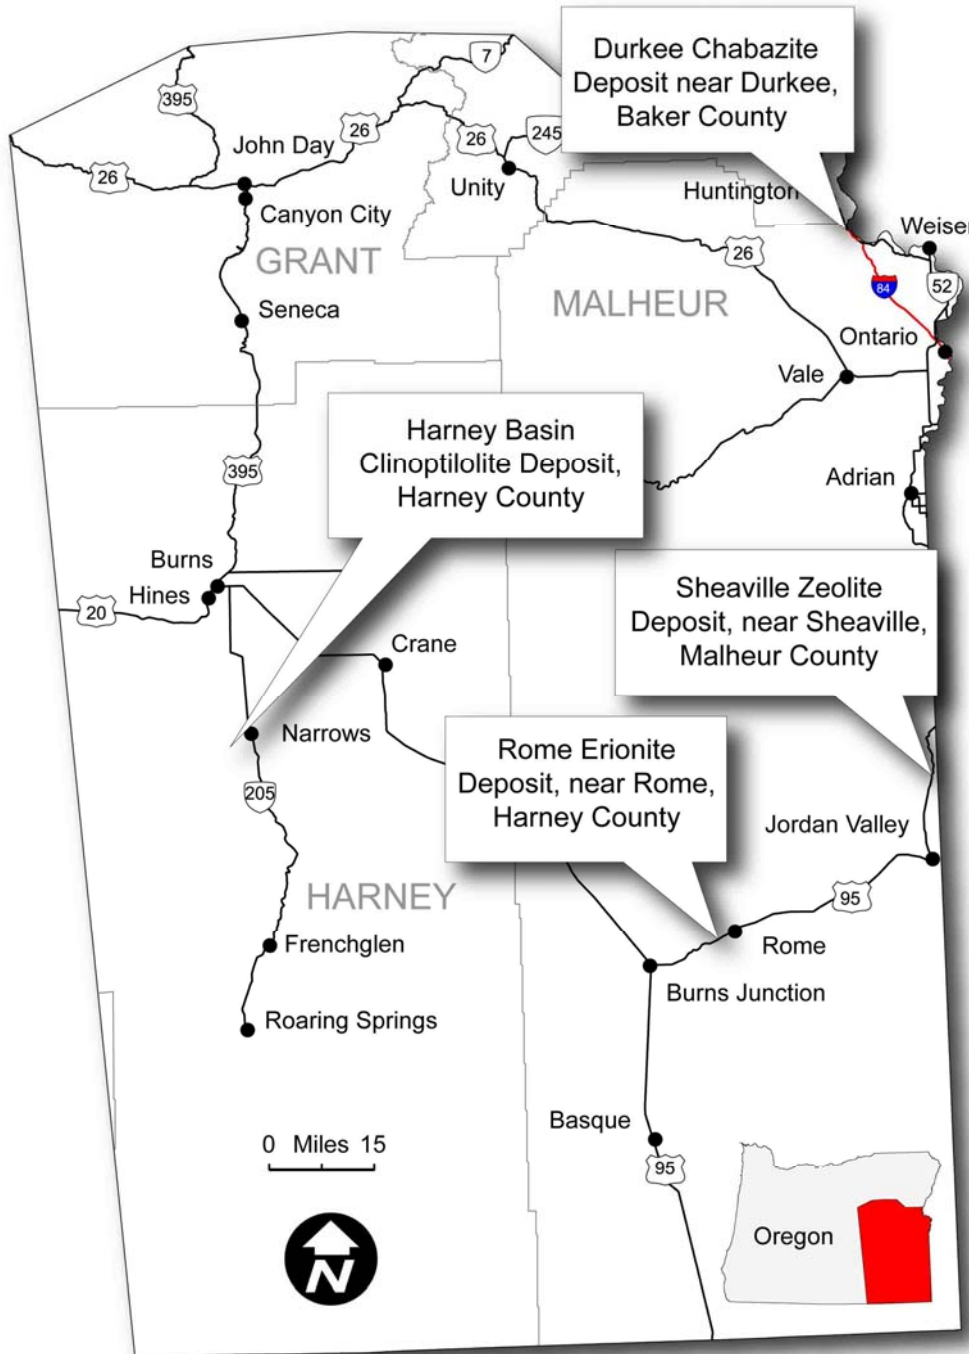 Durkee Chabazite
Deposit near Durkee,
Baker County
7
395
26
245
John Day
26
26
Unity
Huntington
Canyon City
Weiser
GRANT
26
84
52
MALHEUR
Seneca
Ontario
Vale
Harney Basin
Clinoptilolite Deposit,
Harney County
395
Adrian
Burns
Hines
20
Sheaville Zeolite
Deposit, near Sheaville,
Malheur County
Crane
Narrows
Rome Erionite
Deposit, near Rome,
Harney County
205
Jordan Valley
HARNEY
95
Frenchglen
Rome
Burns Junction
Roaring Springs
Basque
0 Miles 15
95
Oregon
N